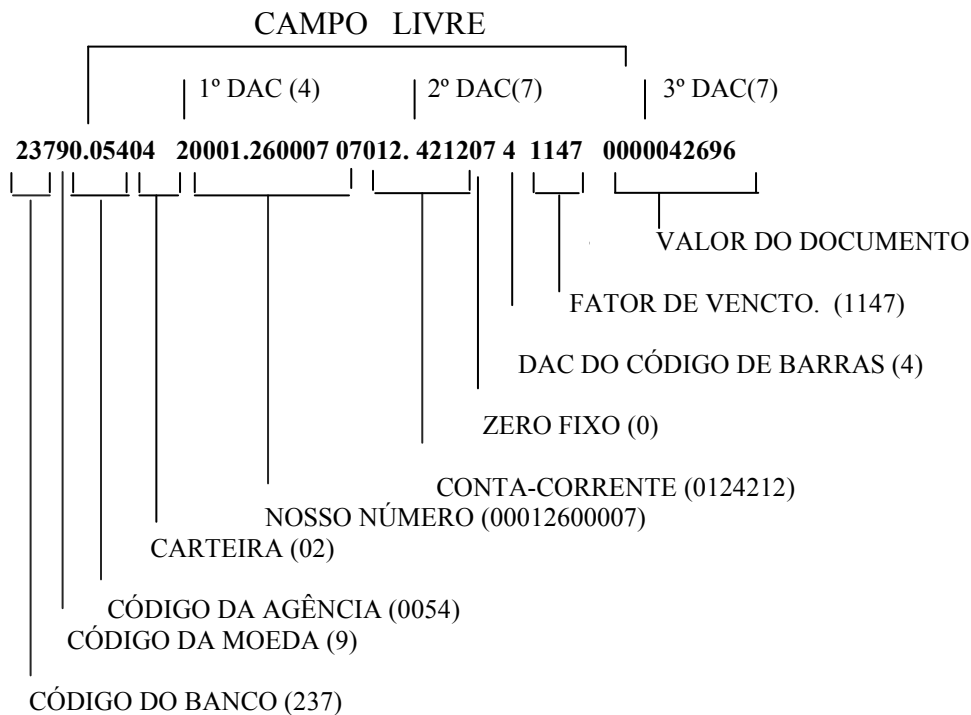 CAMPO LIVRE
1º DAC (4) 2º DAC(7) 3º DAC(7)
23790.05404 20001.260007 07012. 421207 4 1147 0000042696
VALOR DO DOCUMENTO
FATOR DE VENCTO. (1147)
DAC DO CÓDIGO DE BARRAS (4)
ZERO FIXO (0)
CONTA-CORRENTE (0124212)
NOSSO NÚMERO (00012600007)
CARTEIRA (02)
CÓDIGO DA AGÊNCIA (0054)
CÓDIGO DA MOEDA (9)
CÓDIGO DO BANCO (237)